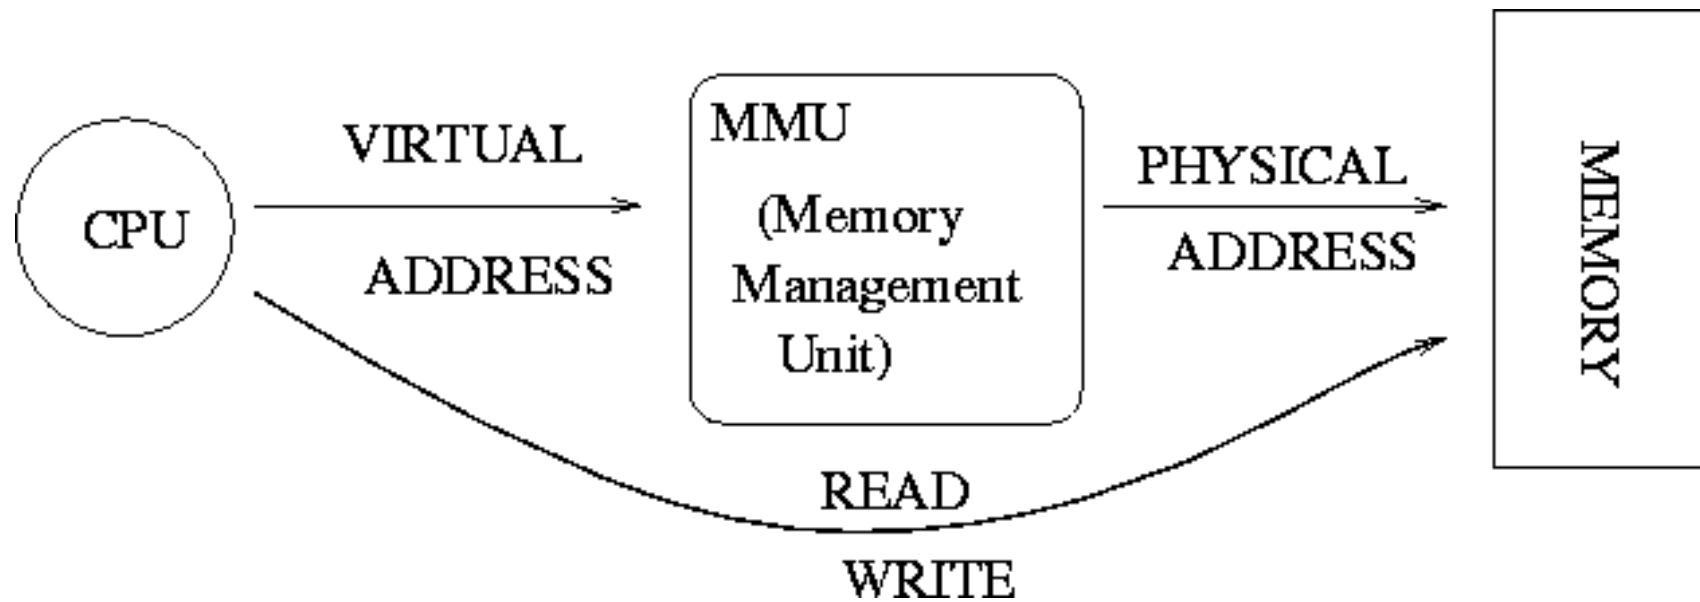 CPU
VIRTUAL
ADDRESS
MMU
(Memory
Management
Unit)
PHYSICAL
ADDRESS
MEMORY
READ
WRITE